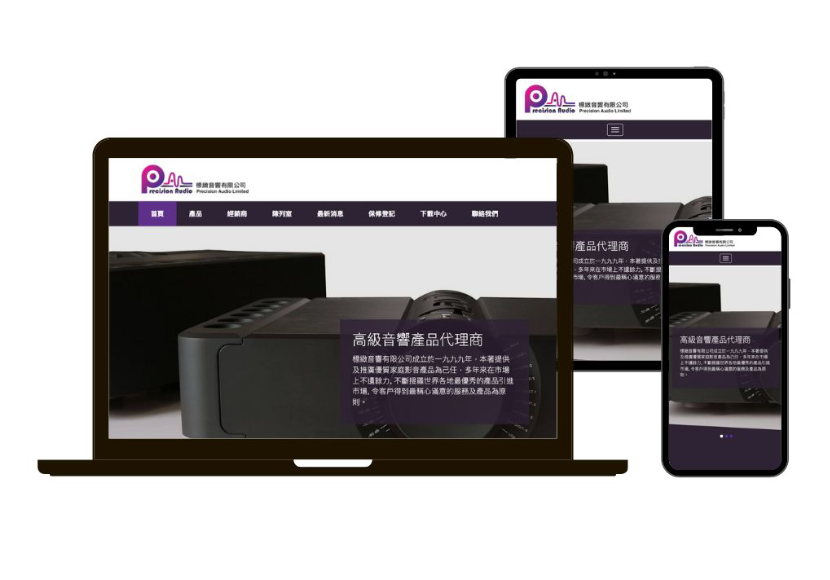 Precision Audio
標緻音響有限公司
Precision Audio Limited
首頁 產品 經銷商 陳列室 最新消息 保修登記 下載中心 聯絡我們
高級音響產品代理商
標緻音響有限公司成立於一九九九年，本著提供
及推廣優質家庭影音產品為己任，多年來在市場
上不遺餘力, 不斷搜羅世界各地最優秀的產品引進
市場, 令客戶得到最稱心滿意的服務及產品為原
則。
Precision Audio
標緻音響有限公司
Precision Audio Limited
產品代理商
司成立於一九九九年，本著提供及
，多年來在市場上不遺餘力, 不斷搜
市場, 令客戶得到最稱心滿意的服務
Precision Audio
標緻音響有限公司
Precision Audio Limited
高級音響產品代理商
標緻音響有限公司成立於一九九九年，本著提供
及推廣優質家庭影音產品為己任，多年來在市場
上不遺餘力, 不斷搜羅世界各地最優秀的產品引進
市場, 令客戶得到最稱心滿意的服務及產品為原
則。